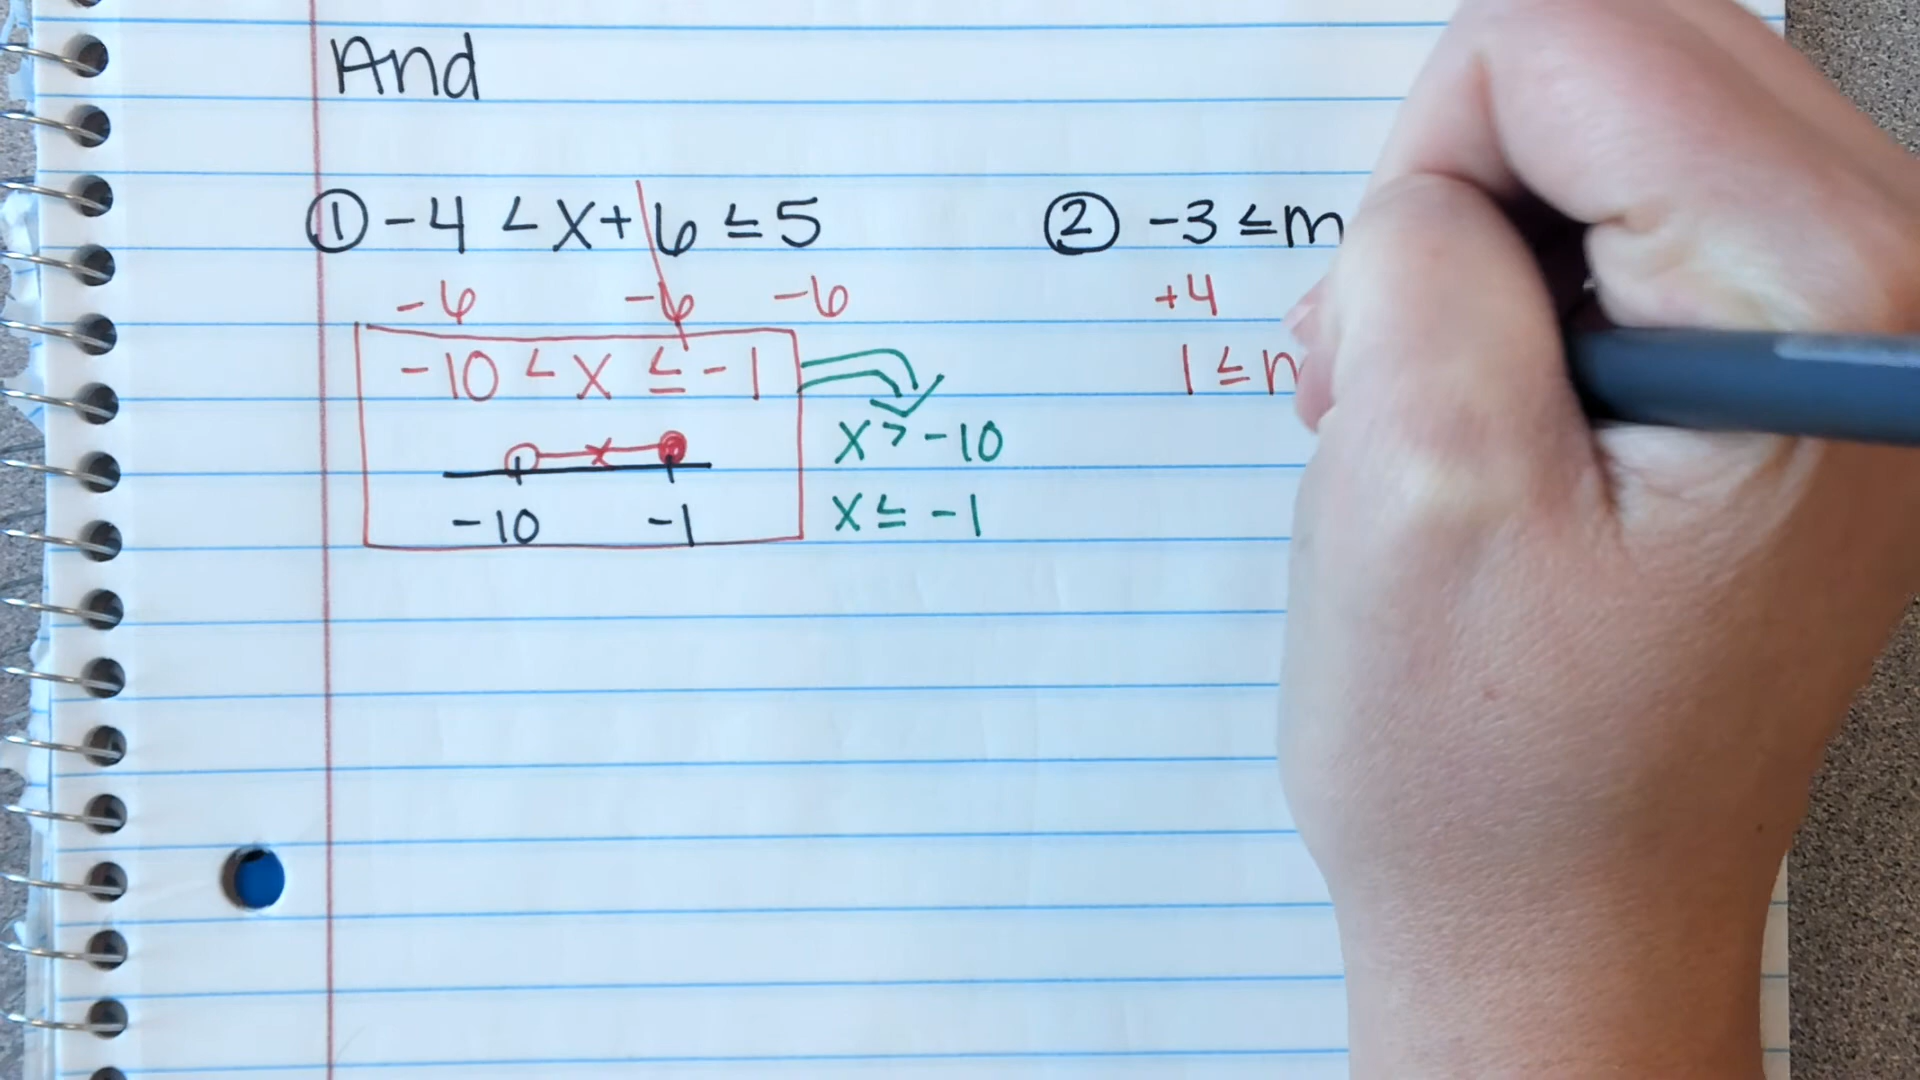 And
① -4 < x + 6 ≤ 5
-6 -6 -6
-10 < x ≤ -1
-10 -1
x > -10
x ≤ -1
② -3 ≤ m
+4
1 ≤ m